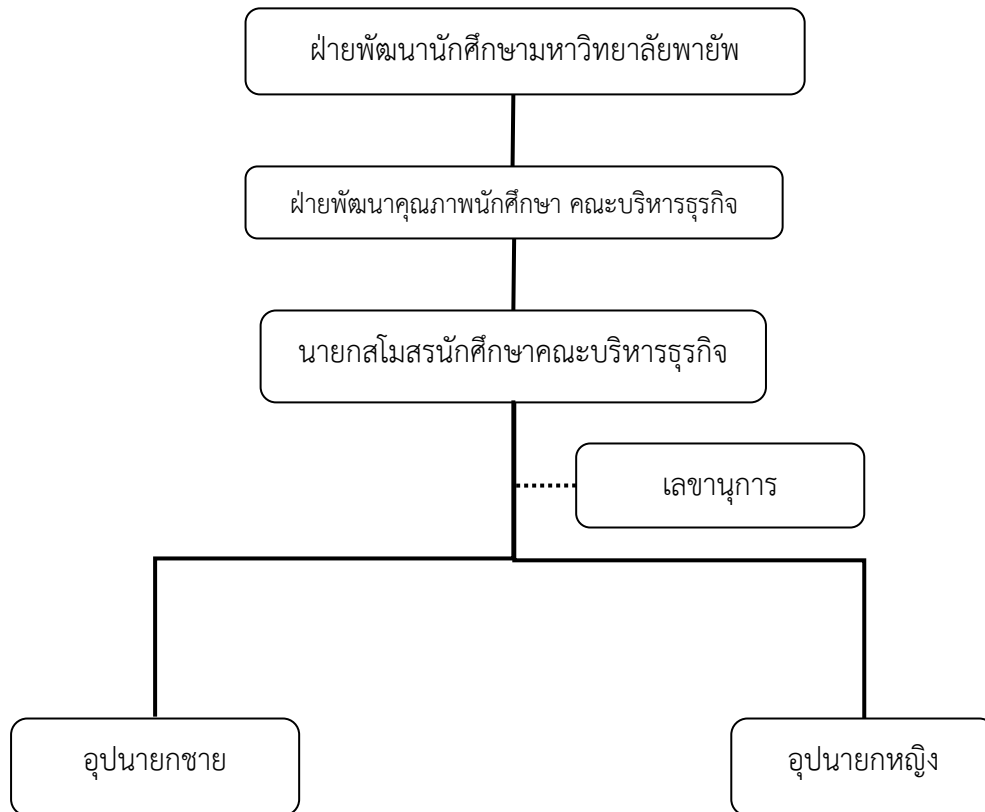 ฝ่ายพัฒนานักศึกษามหาวิทยาลัยพายัพ
ฝ่ายพัฒนาคุณภาพนักศึกษา คณะบริหารธุรกิจ
นายกสโมสรนักศึกษาคณะบริหารธุรกิจ
เลขานุการ
อุปนายกชาย
อุปนายกหญิง